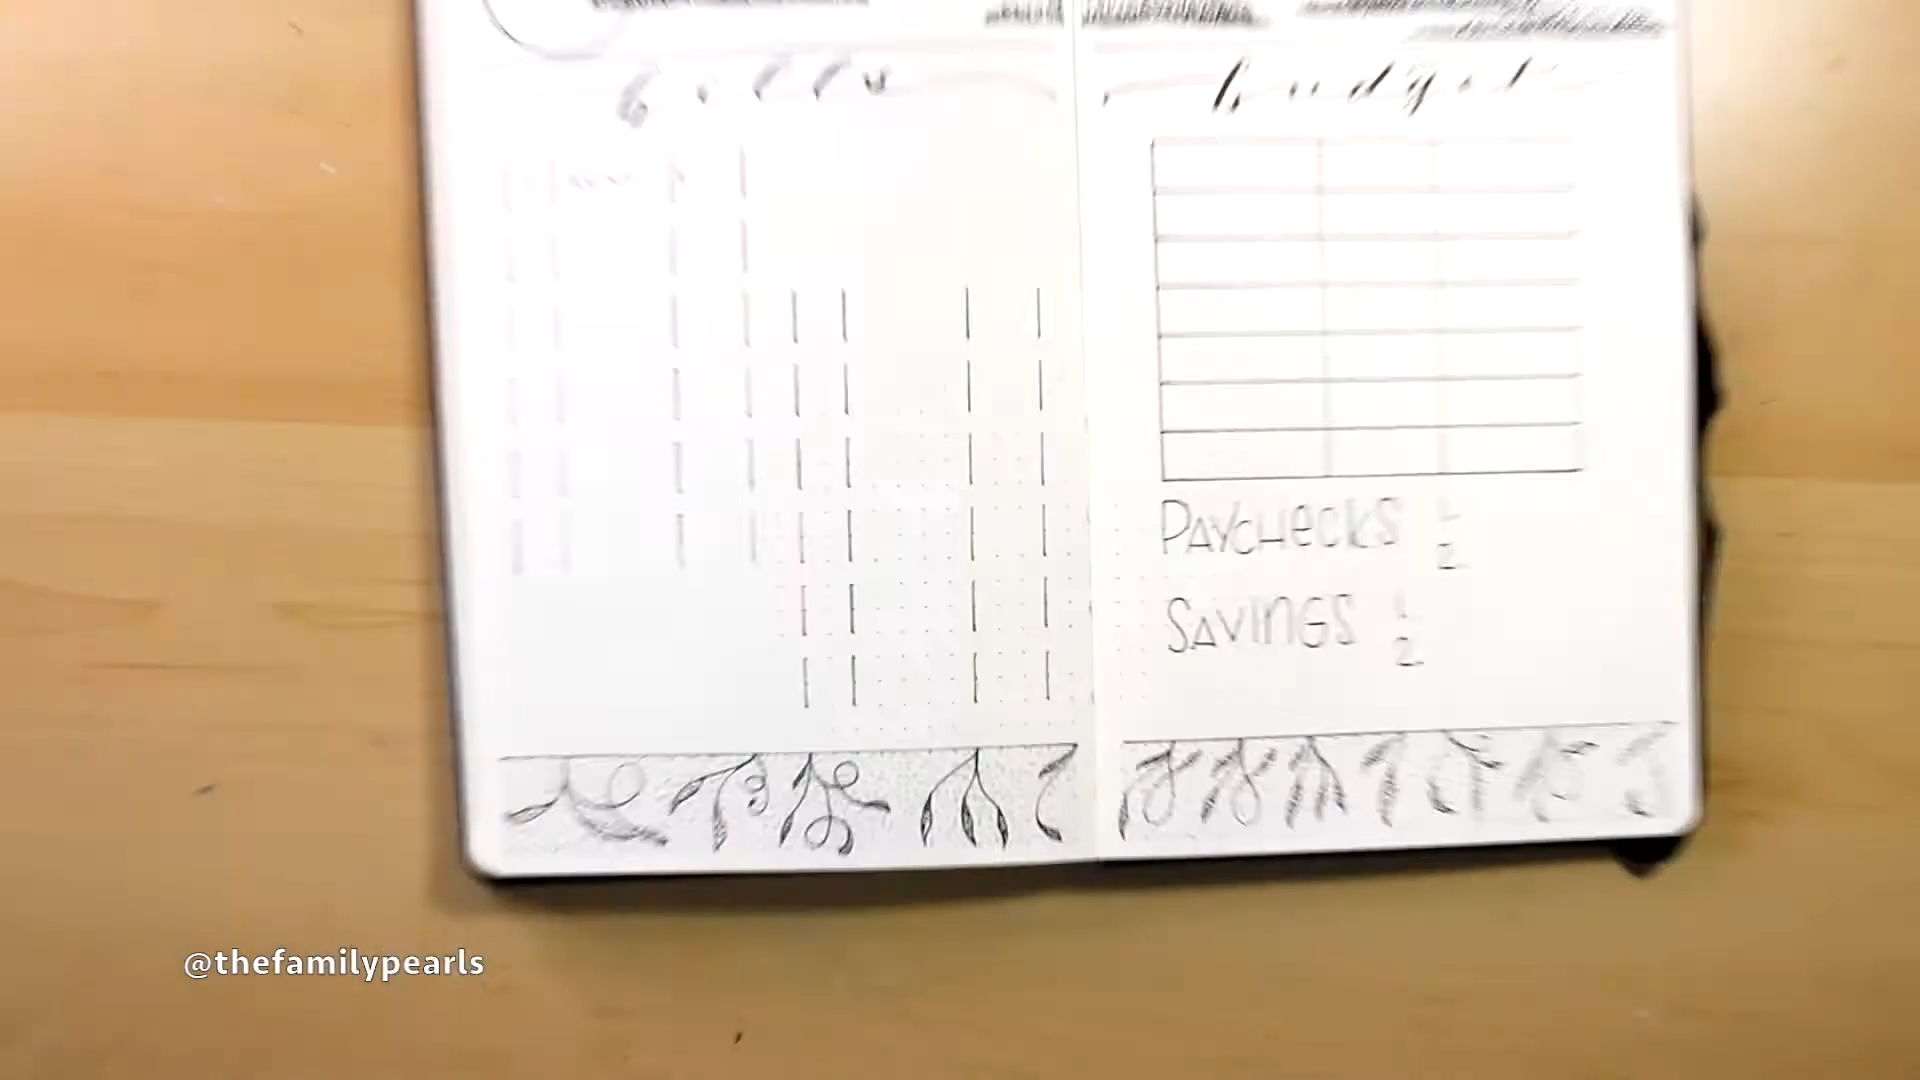 bills
budget
PAYCHECKS 1
2
SAVINGS 1
2
@thefamilypearls